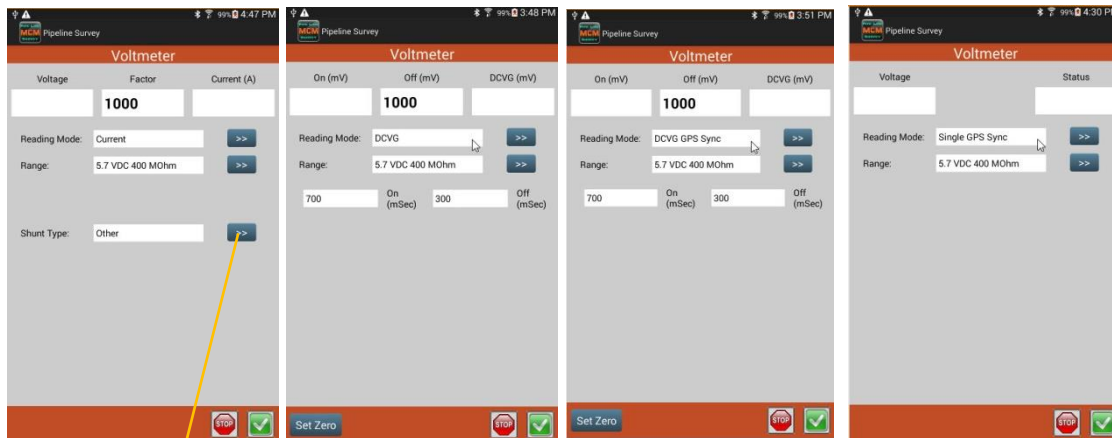 99% 4:47 PM
MCM Pipeline Survey
Voltmeter
Voltage Factor Current (A)
1000
Reading Mode: Current >>
Range: 5.7 VDC 400 MOhm >>
Shunt Type: Other >>
STOP
99% 3:48 PM
MCM Pipeline Survey
Voltmeter
On (mV) Off (mV) DCVG (mV)
1000
Reading Mode: DCVG >>
Range: 5.7 VDC 400 MOhm >>
700 On (mSec) 300 Off (mSec)
Set Zero STOP
99% 3:51 PM
MCM Pipeline Survey
Voltmeter
On (mV) Off (mV) DCVG (mV)
1000
Reading Mode: DCVG GPS Sync >>
Range: 5.7 VDC 400 MOhm >>
700 On (mSec) 300 Off (mSec)
Set Zero STOP
99% 4:30 PM
MCM Pipeline Survey
Voltmeter
Voltage Status
Reading Mode: Single GPS Sync >>
Range: 5.7 VDC 400 MOhm >>
STOP